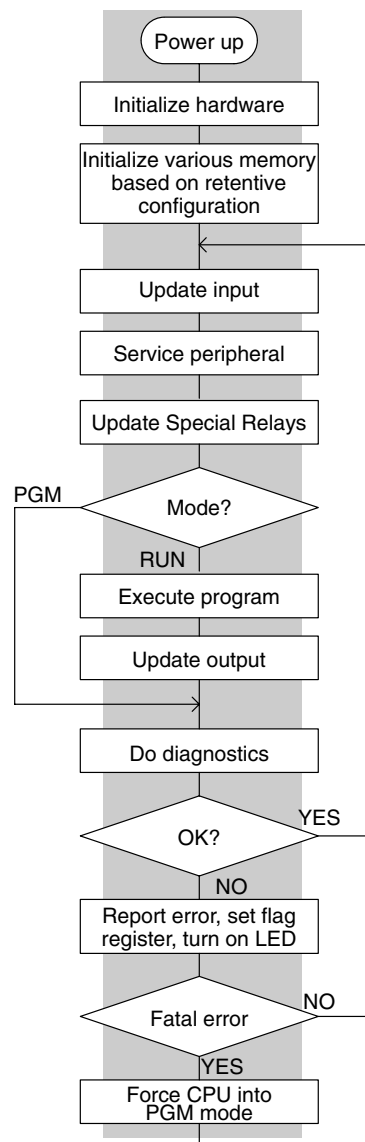 Power up
Initialize hardware
Initialize various memory
based on retentive
configuration
Update input
Service peripheral
Update Special Relays
PGM
Mode?
RUN
Execute program
Update output
Do diagnostics
YES
OK?
NO
Report error, set flag
register, turn on LED
NO
Fatal error
YES
Force CPU into
PGM mode